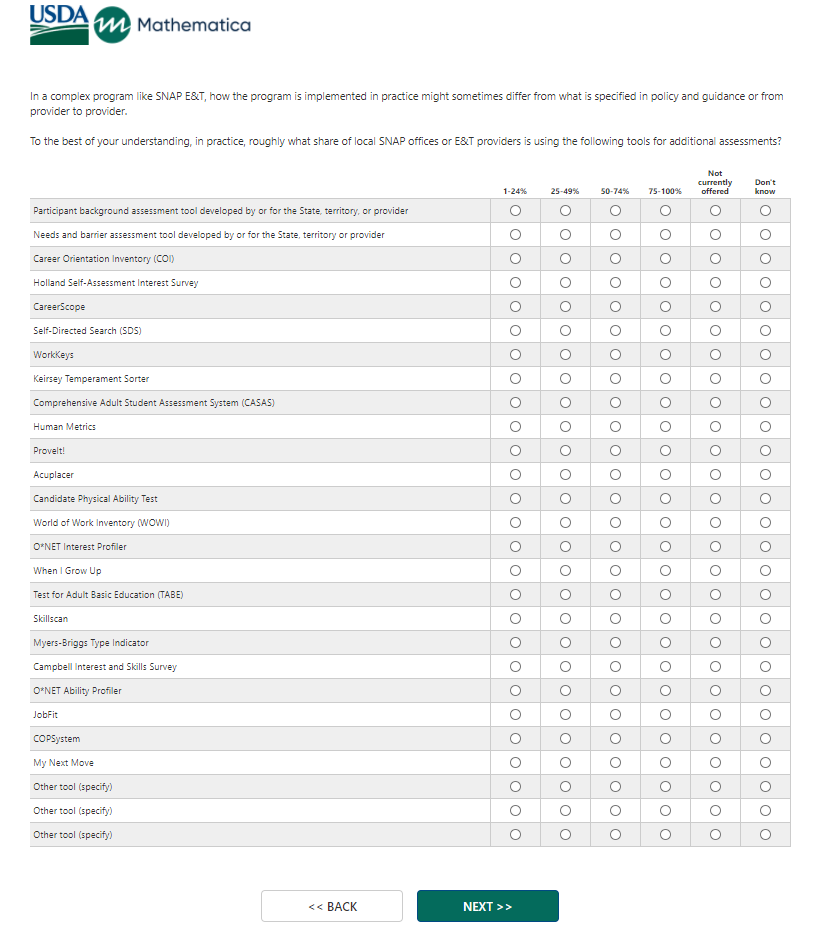 USDA m Mathematica
In a complex program like SNAP E&T, how the program is implemented in practice might sometimes differ from what is specified in policy and guidance or from
provider to provider.
To the best of your understanding, in practice, roughly what share of local SNAP offices or E&T providers is using the following tools for additional assessments?
1-24% 25-49% 50-74% 75-100% Not currently offered Don't know
Participant background assessment tool developed by or for the State, territory, or provider
Needs and barrier assessment tool developed by or for the State, territory or provider
Career Orientation Inventory (COI)
Holland Self-Assessment Interest Survey
CareerScope
Self-Directed Search (SDS)
WorkKeys
Keirsey Temperament Sorter
Comprehensive Adult Student Assessment System (CASAS)
Human Metrics
ProveIt!
Acuplacer
Candidate Physical Ability Test
World of Work Inventory (WOWI)
O*NET Interest Profiler
When I Grow Up
Test for Adult Basic Education (TABE)
Skillscan
Myers-Briggs Type Indicator
Campbell Interest and Skills Survey
O*NET Ability Profiler
JobFit
COPSystem
My Next Move
Other tool (specify)
Other tool (specify)
Other tool (specify)
<< BACK
NEXT >>